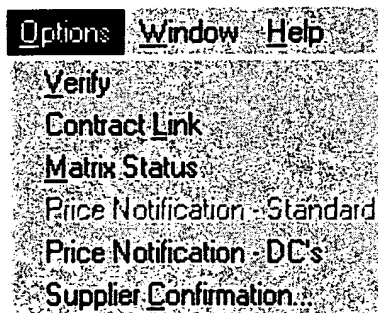 Options Window Help
Verify
Contract Link
Matrix Status
Price Notification - Standard
Price Notification - DC's
Supplier Confirmation...